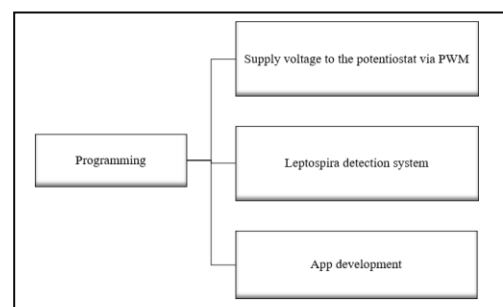 Supply voltage to the potentiostat via PWM
Programming
Leptospira detection system
App development